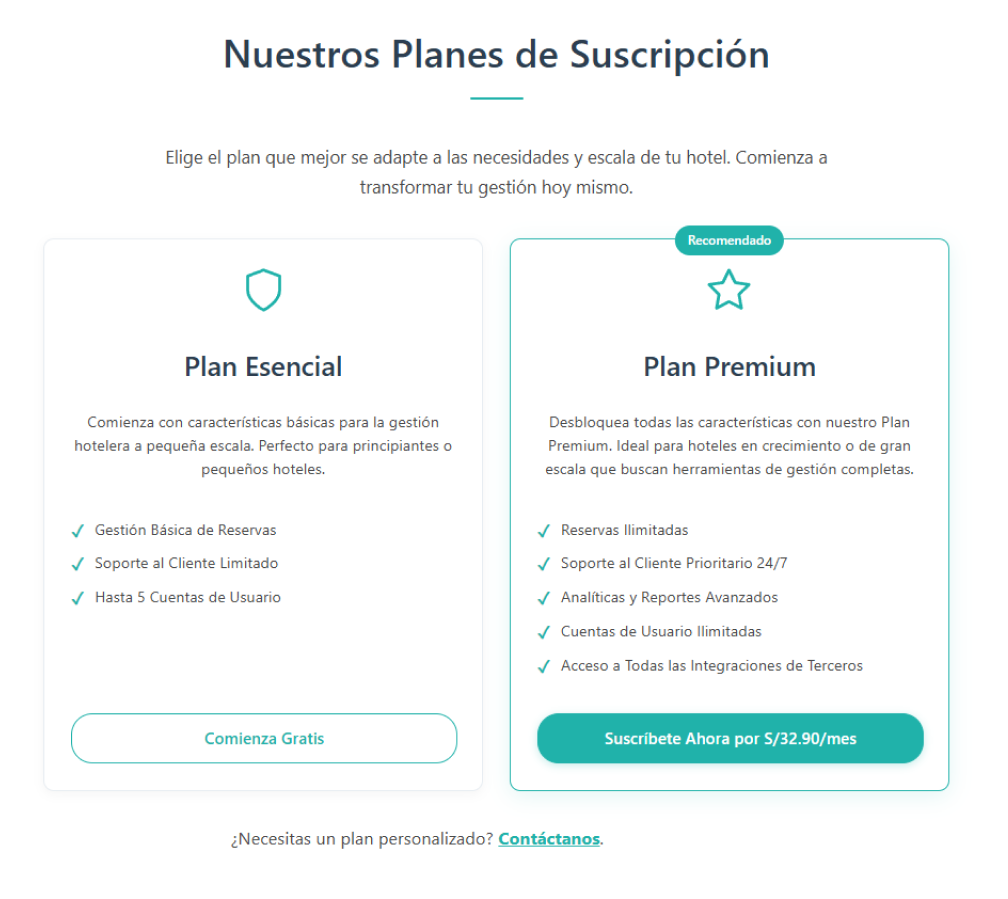 Nuestros Planes de Suscripción
Elige el plan que mejor se adapte a las necesidades y escala de tu hotel. Comienza a
transformar tu gestión hoy mismo.
Plan Esencial
Comienza con características básicas para la gestión
hotelera a pequeña escala. Perfecto para principiantes o
pequeños hoteles.
Gestión Básica de Reservas
Soporte al Cliente Limitado
Hasta 5 Cuentas de Usuario
Comienza Gratis
Recomendado
Plan Premium
Desbloquea todas las características con nuestro Plan
Premium. Ideal para hoteles en crecimiento o de gran
escala que buscan herramientas de gestión completas.
Reservas Ilimitadas
Soporte al Cliente Prioritario 24/7
Analíticas y Reportes Avanzados
Cuentas de Usuario Ilimitadas
Acceso a Todas las Integraciones de Terceros
Suscríbete Ahora por S/32.90/mes
¿Necesitas un plan personalizado? Contáctanos.